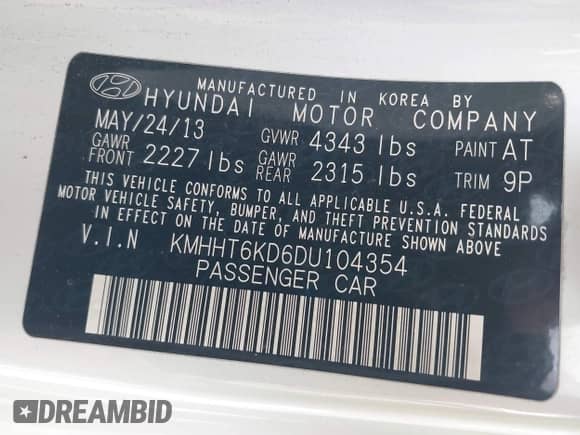 MANUFACTURED IN KOREA BY
HYUNDAI MOTOR COMPANY
MAY/24/13 GVWR 4343 lbs PAINT AT
GAWR FRONT 2227 lbs GAWR REAR 2315 lbs TRIM 9P
THIS VEHICLE CONFORMS TO ALL APPLICABLE U.S.A. FEDERAL
MOTOR VEHICLE SAFETY, BUMPER, AND THEFT PREVENTION STANDARDS
IN EFFECT ON THE DATE OF MANUFACTURE SHOWN ABOVE
V.I.N KMHHT6KD6DU104354
PASSENGER CAR
DREAMBID